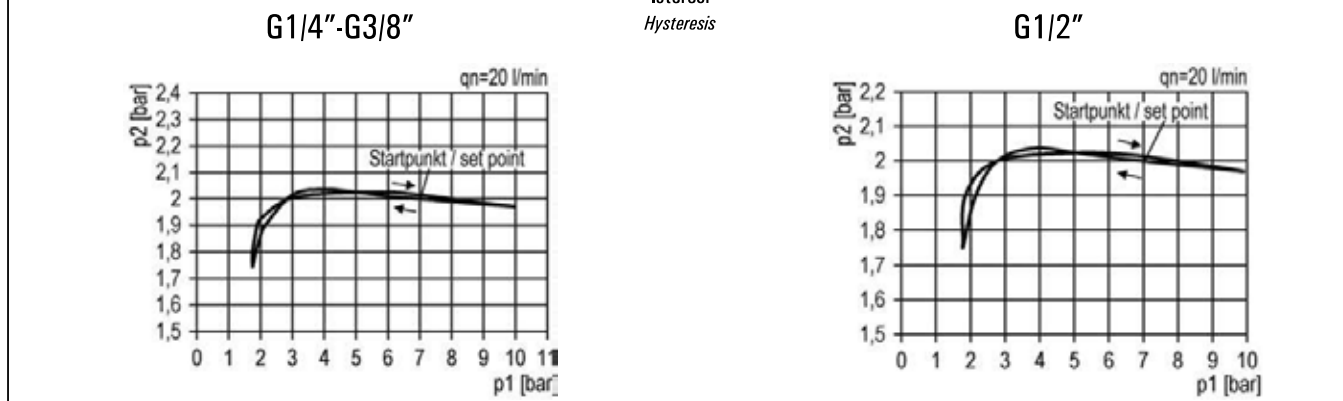 Hysteresis
G1/4"-G3/8"
G1/2"
qn=20 l/min
p2 [bar]
2,4
2,3
2,2
2,1
2
1,9
1,8
1,7
1,6
1,5
Startpunkt / set point
0 1 2 3 4 5 6 7 8 9 10 11
p1 [bar]
qn=20 l/min
p2 [bar]
2,2
2,1
2
1,9
1,8
1,7
1,6
1,5
Startpunkt / set point
0 1 2 3 4 5 6 7 8 9 10
p1 [bar]